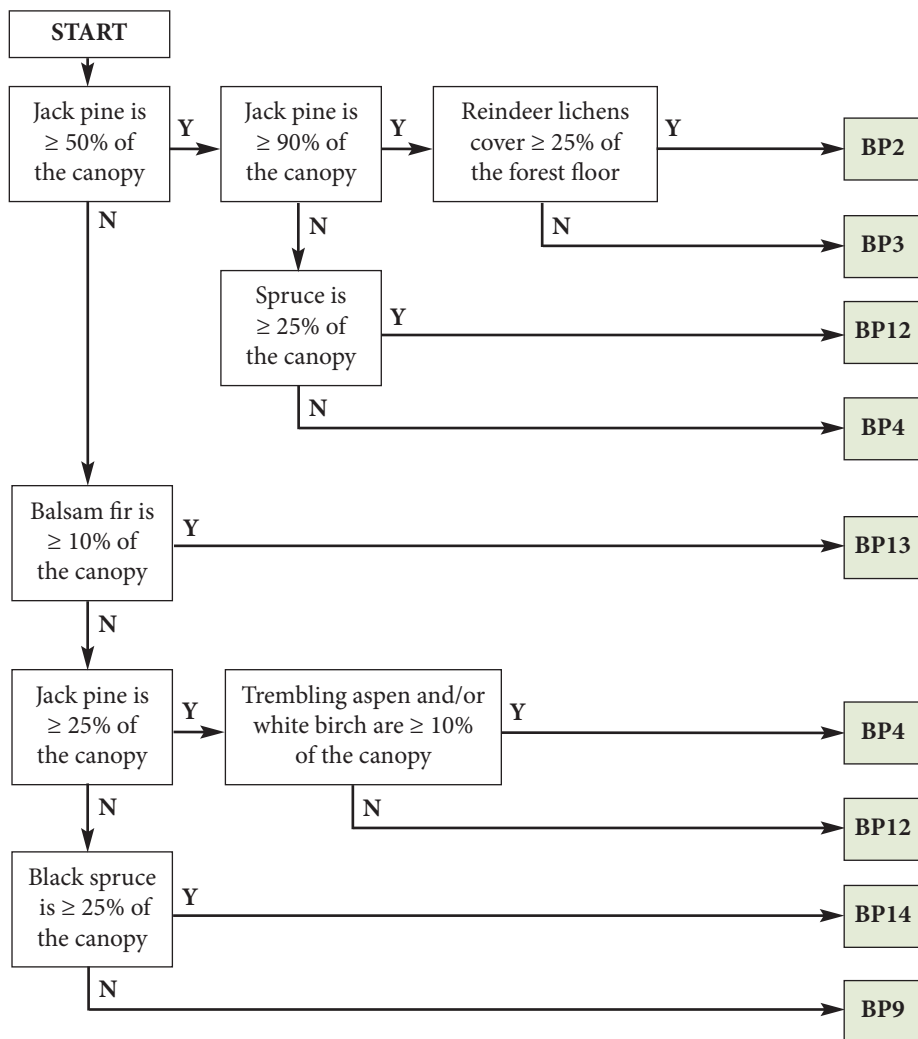 START
Jack pine is
≥ 50% of
the canopy
Y
Jack pine is
≥ 90% of
the canopy
Y
Reindeer lichens
cover ≥ 25% of
the forest floor
Y
BP2
N
BP3
N
Spruce is
≥ 25% of
the canopy
Y
BP12
N
BP4
N
Balsam fir is
≥ 10% of
the canopy
Y
BP13
N
Jack pine is
≥ 25% of
the canopy
Y
Trembling aspen and/or
white birch are ≥ 10%
of the canopy
Y
BP4
N
BP12
N
Black spruce
is ≥ 25% of
the canopy
Y
BP14
N
BP9